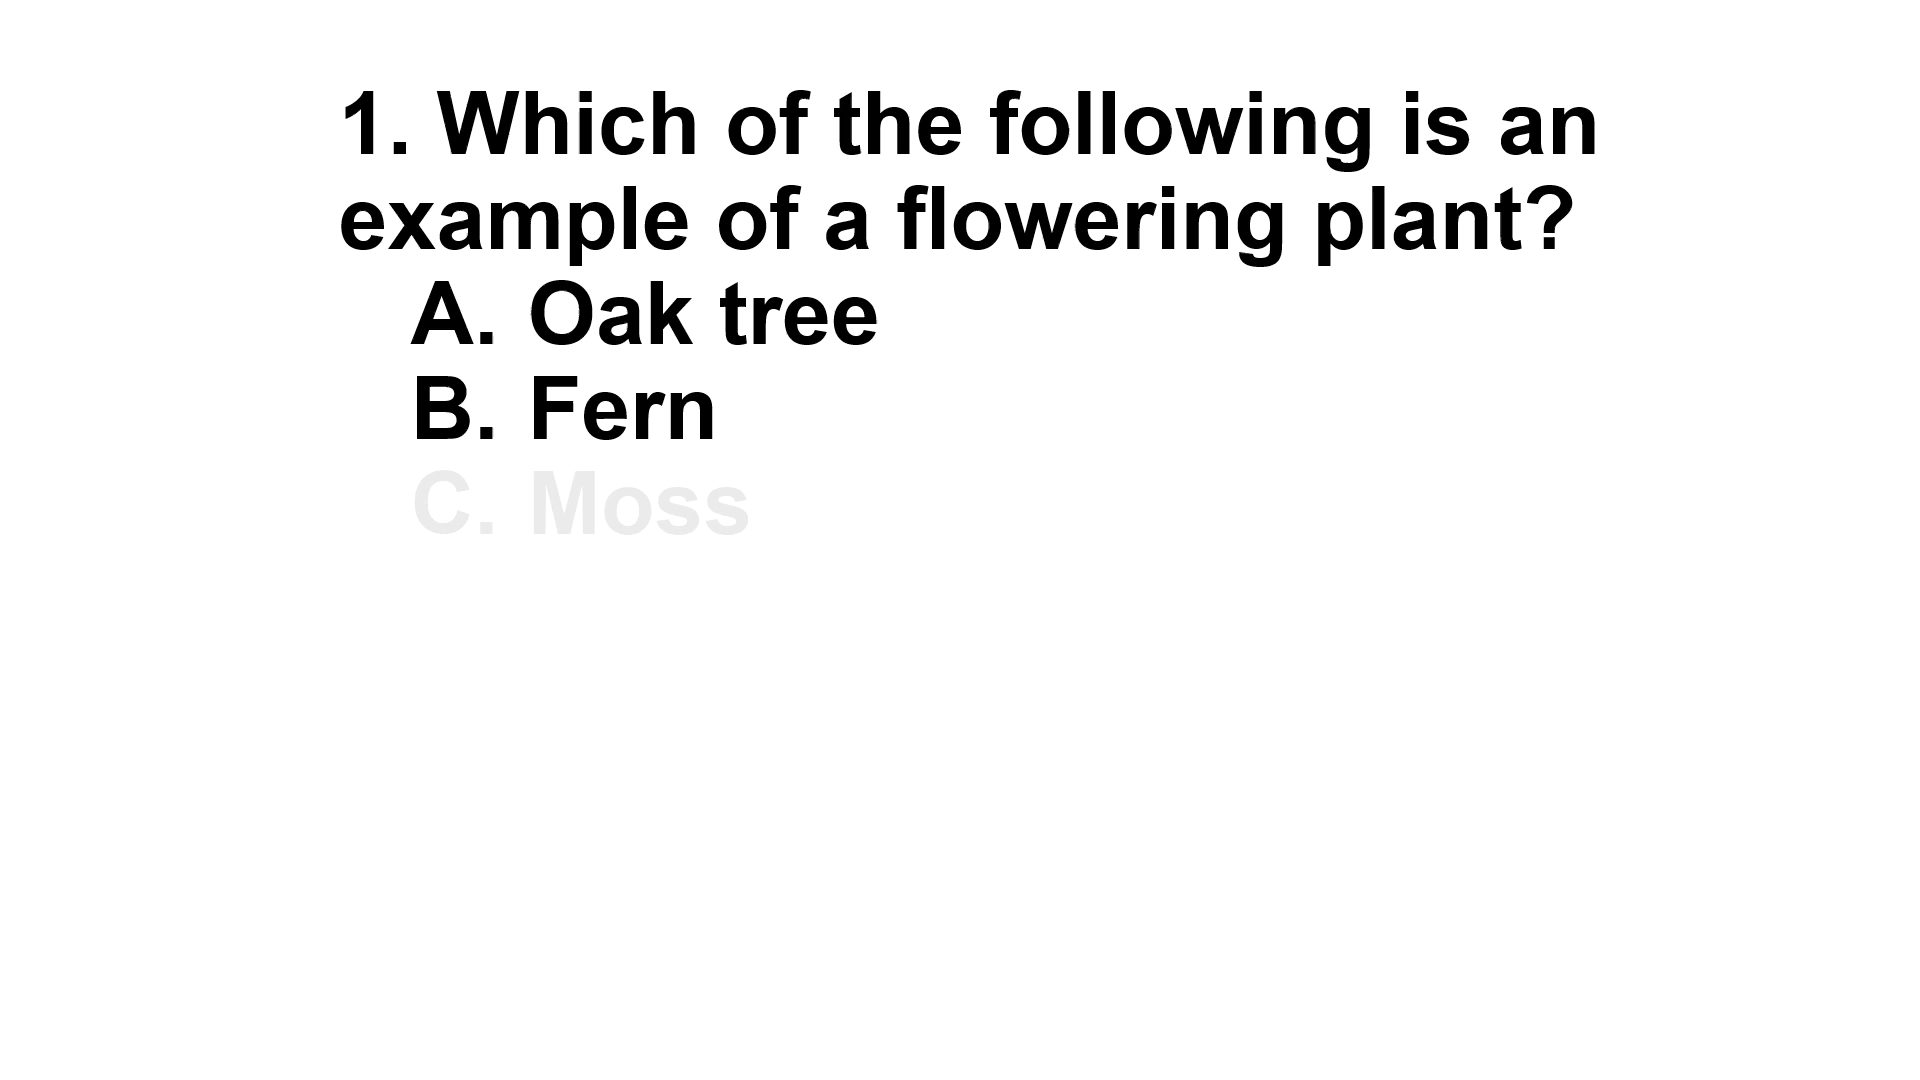 1. Which of the following is an
example of a flowering plant?
A. Oak tree
B. Fern
C. Moss